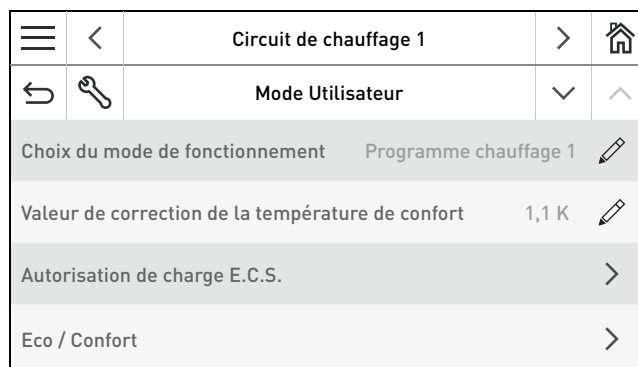 Circuit de chauffage 1
Mode Utilisateur
Choix du mode de fonctionnement Programme chauffage 1
Valeur de correction de la température de confort 1,1 K
Autorisation de charge E.C.S.
Eco / Confort